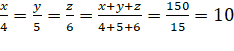 x/4 = y/5 = z/6 = (x+y+z)/(4+5+6) = 150/15 = 10